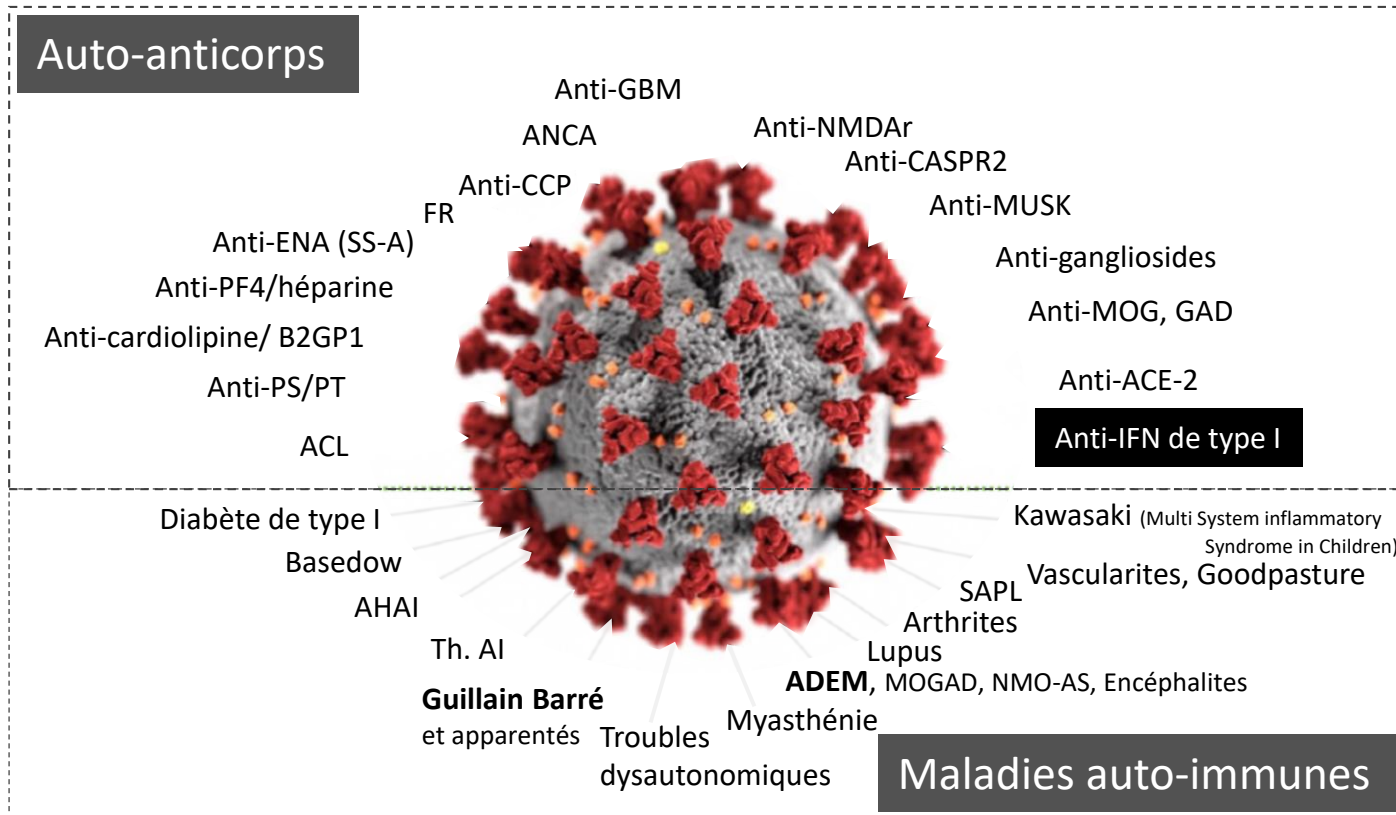 Auto-anticorps
Anti-GBM
ANCA
Anti-NMDAr
Anti-CASPR2
Anti-CCP
Anti-MUSK
FR
Anti-ENA (SS-A)
Anti-gangliosides
Anti-PF4/héparine
Anti-MOG, GAD
Anti-cardiolipine/ B2GP1
Anti-PS/PT
Anti-ACE-2
ACL
Anti-IFN de type I
Diabète de type I
Kawasaki (Multi System inflammatory
Syndrome in Children)
Basedow
Vascularites, Goodpasture
AHAI
SAPL
Arthrites
Th. AI
Lupus
ADEM, MOGAD, NMO-AS, Encéphalites
Guillain Barré
et apparentés
Myasthénie
Troubles
dysautonomiques
Maladies auto-immunes